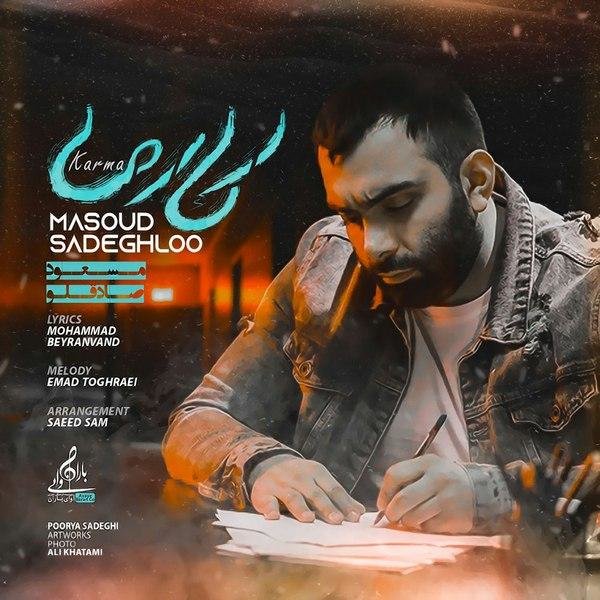 ای کارما
Karma
MASOUD
SADEGHLOO
مسعود
صادقلو
LYRICS
MOHAMMAD
BEYRANVAND
MELODY
EMAD TOGHRAEI
ARRANGEMENT
SAEED SAM
POORYA SADEGHI
ARTWORKS
PHOTO
ALI KHATAMI